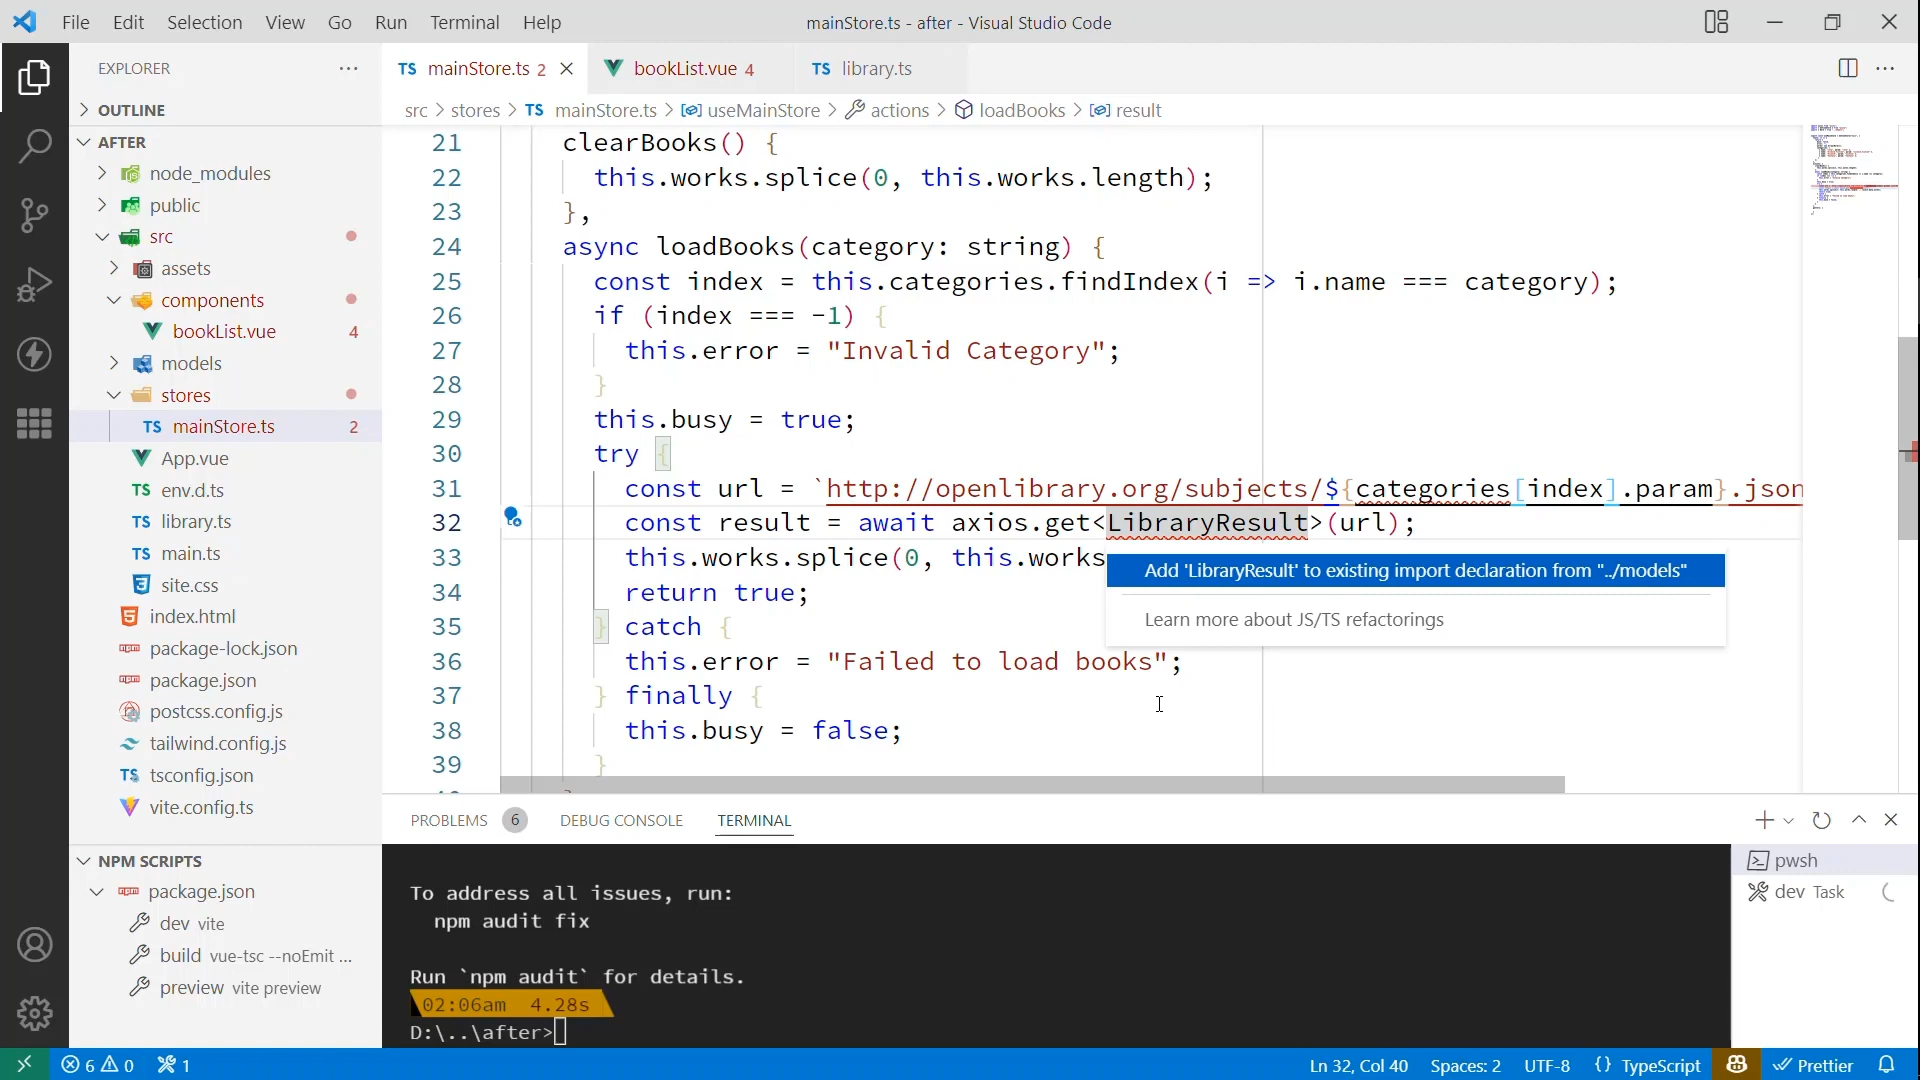 File Edit Selection View Go Run Terminal Help
mainStore.ts - after - Visual Studio Code
EXPLORER
OUTLINE
AFTER
node_modules
public
src
assets
components
bookList.vue 4
models
stores
TS mainStore.ts 2
App.vue
TS env.d.ts
TS library.ts
TS main.ts
site.css
index.html
package-lock.json
package.json
postcss.config.js
tailwind.config.js
TS tsconfig.json
vite.config.ts
NPM SCRIPTS
package.json
dev vite
build vue-tsc --noEmit ...
preview vite preview
TS mainStore.ts 2
bookList.vue 4
TS library.ts
src > stores > TS mainStore.ts > useMainStore > actions > loadBooks > result
21 clearBooks() {
22 this.works.splice(0, this.works.length);
23 },
24 async loadBooks(category: string) {
25 const index = this.categories.findIndex(i => i.name === category);
26 if (index === -1) {
27 this.error = "Invalid Category";
28 }
29 this.busy = true;
30 try {
31 const url = `http://openlibrary.org/subjects/${categories[index].param}.json
32 const result = await axios.get<LibraryResult>(url);
33 this.works.splice(0, this.works
34 return true;
35 } catch {
36 this.error = "Failed to load books";
37 } finally {
38 this.busy = false;
39 }
Add 'LibraryResult' to existing import declaration from "../models"
Learn more about JS/TS refactorings
PROBLEMS 6 DEBUG CONSOLE TERMINAL
To address all issues, run:
npm audit fix
Run `npm audit` for details.
02:06am 4.28s
D:\..\after>
pwsh
dev Task
6 0 1
Ln 32, Col 40 Spaces: 2 UTF-8 {} TypeScript Prettier